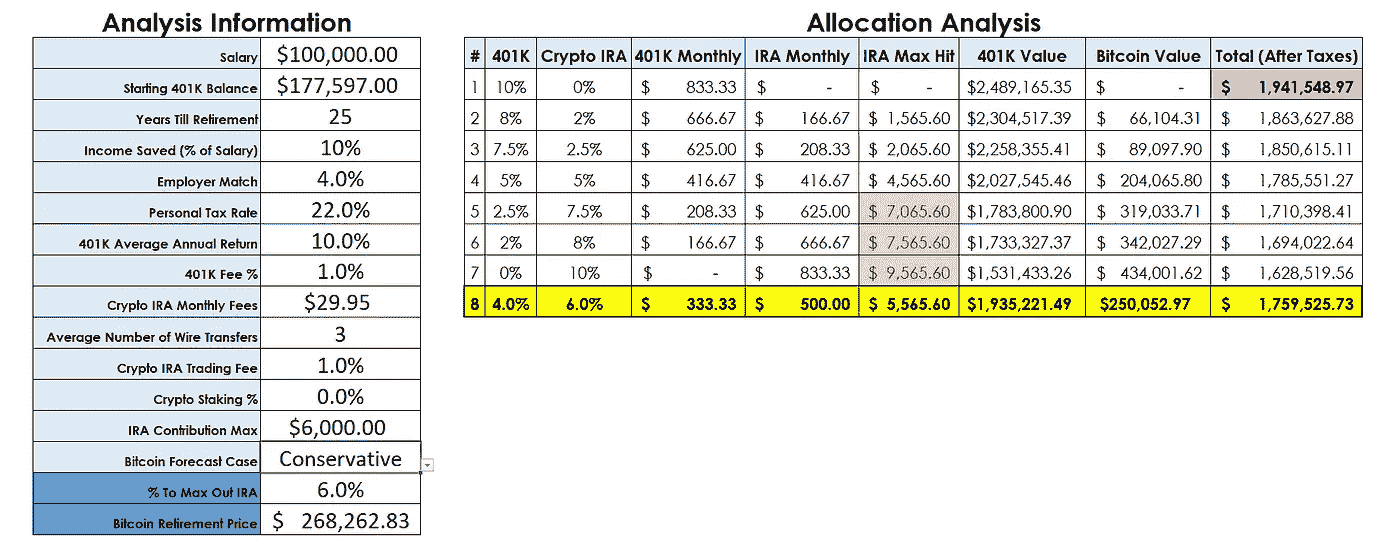 Analysis Information
Salary $100,000.00
Starting 401K Balance $177,597.00
Years Till Retirement 25
Income Saved (% of Salary) 10%
Employer Match 4.0%
Personal Tax Rate 22.0%
401K Average Annual Return 10.0%
401K Fee % 1.0%
Crypto IRA Monthly Fees $29.95
Average Number of Wire Transfers 3
Crypto IRA Trading Fee 1.0%
Crypto Staking % 0.0%
IRA Contribution Max $6,000.00
Bitcoin Forecast Case Conservative
% To Max Out IRA 6.0%
Bitcoin Retirement Price $ 268,262.83
Allocation Analysis
# 401K Crypto IRA 401K Monthly IRA Monthly IRA Max Hit 401K Value Bitcoin Value Total (After Taxes)
1 10% 0% $ 833.33 $ - $ - $2,489,165.35 $ - $ 1,941,548.97
2 8% 2% $ 666.67 $ 166.67 $ 1,565.60 $2,304,517.39 $ 66,104.31 $ 1,863,627.88
3 7.5% 2.5% $ 625.00 $ 208.33 $ 2,065.60 $2,258,355.41 $ 89,097.90 $ 1,850,615.11
4 5% 5% $ 416.67 $ 416.67 $ 4,565.60 $2,027,545.46 $ 204,065.80 $ 1,785,551.27
5 2.5% 7.5% $ 208.33 $ 625.00 $ 7,065.60 $1,783,800.90 $ 319,033.71 $ 1,710,398.41
6 2% 8% $ 166.67 $ 666.67 $ 7,565.60 $1,733,327.37 $ 342,027.29 $ 1,694,022.64
7 0% 10% $ - $ 833.33 $ 9,565.60 $1,531,433.26 $ 434,001.62 $ 1,628,519.56
8 4.0% 6.0% $ 333.33 $ 500.00 $ 5,565.60 $1,935,221.49 $250,052.97 $ 1,759,525.73